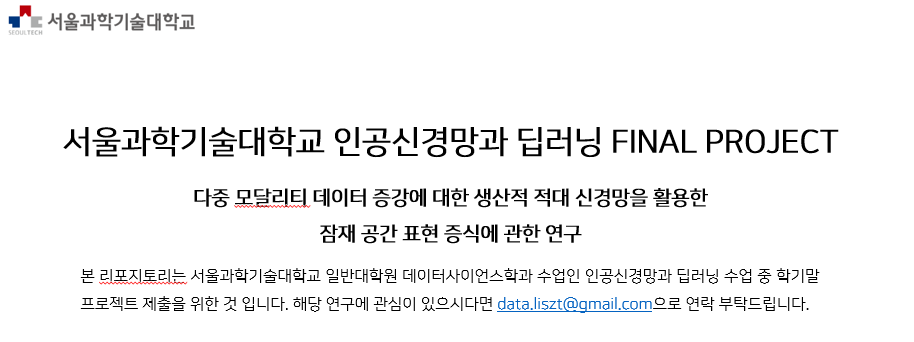 서울과학기술대학교
SEOULTECH
서울과학기술대학교 인공신경망과 딥러닝 FINAL PROJECT
다중 모달리티 데이터 증강에 대한 생산적 적대 신경망을 활용한
잠재 공간 표현 증식에 관한 연구
본 리포지토리는 서울과학기술대학교 일반대학원 데이터사이언스학과 수업인 인공신경망과 딥러닝 수업 중 학기말
프로젝트 제출을 위한 것 입니다. 해당 연구에 관심이 있으시다면 data.liszt@gmail.com으로 연락 부탁드립니다.